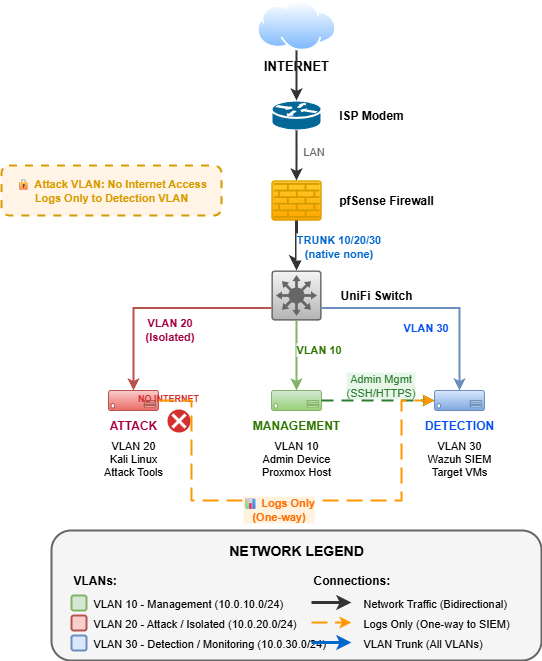 INTERNET
ISP Modem
LAN
🔒 Attack VLAN: No Internet Access
Logs Only to Detection VLAN
pfSense Firewall
TRUNK 10/20/30
(native none)
UniFi Switch
VLAN 20
(Isolated)
VLAN 30
VLAN 10
Admin Mgmt
(SSH/HTTPS)
NO INTERNET
ATTACK
VLAN 20
Kali Linux
Attack Tools
MANAGEMENT
VLAN 10
Admin Device
Proxmox Host
DETECTION
VLAN 30
Wazuh SIEM
Target VMs
📊 Logs Only
(One-way)
NETWORK LEGEND
VLANs:
VLAN 10 - Management (10.0.10.0/24)
VLAN 20 - Attack / Isolated (10.0.20.0/24)
VLAN 30 - Detection / Monitoring (10.0.30.0/24)
Connections:
Network Traffic (Bidirectional)
Logs Only (One-way to SIEM)
VLAN Trunk (All VLANs)